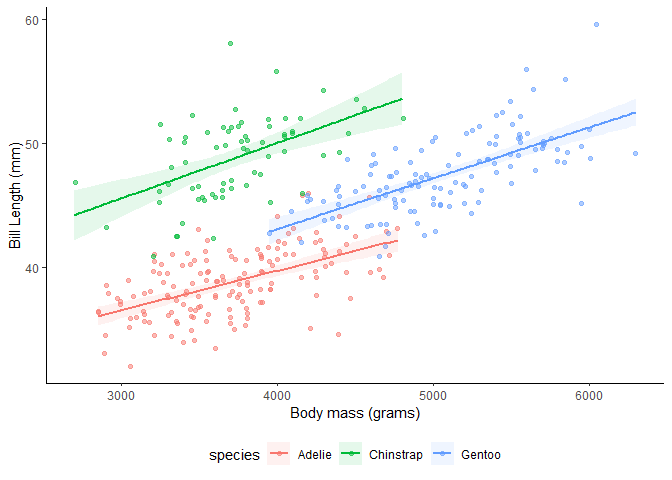 60
50
40
Bill Length (mm)
3000 4000 5000 6000
Body mass (grams)
species Adelie Chinstrap Gentoo